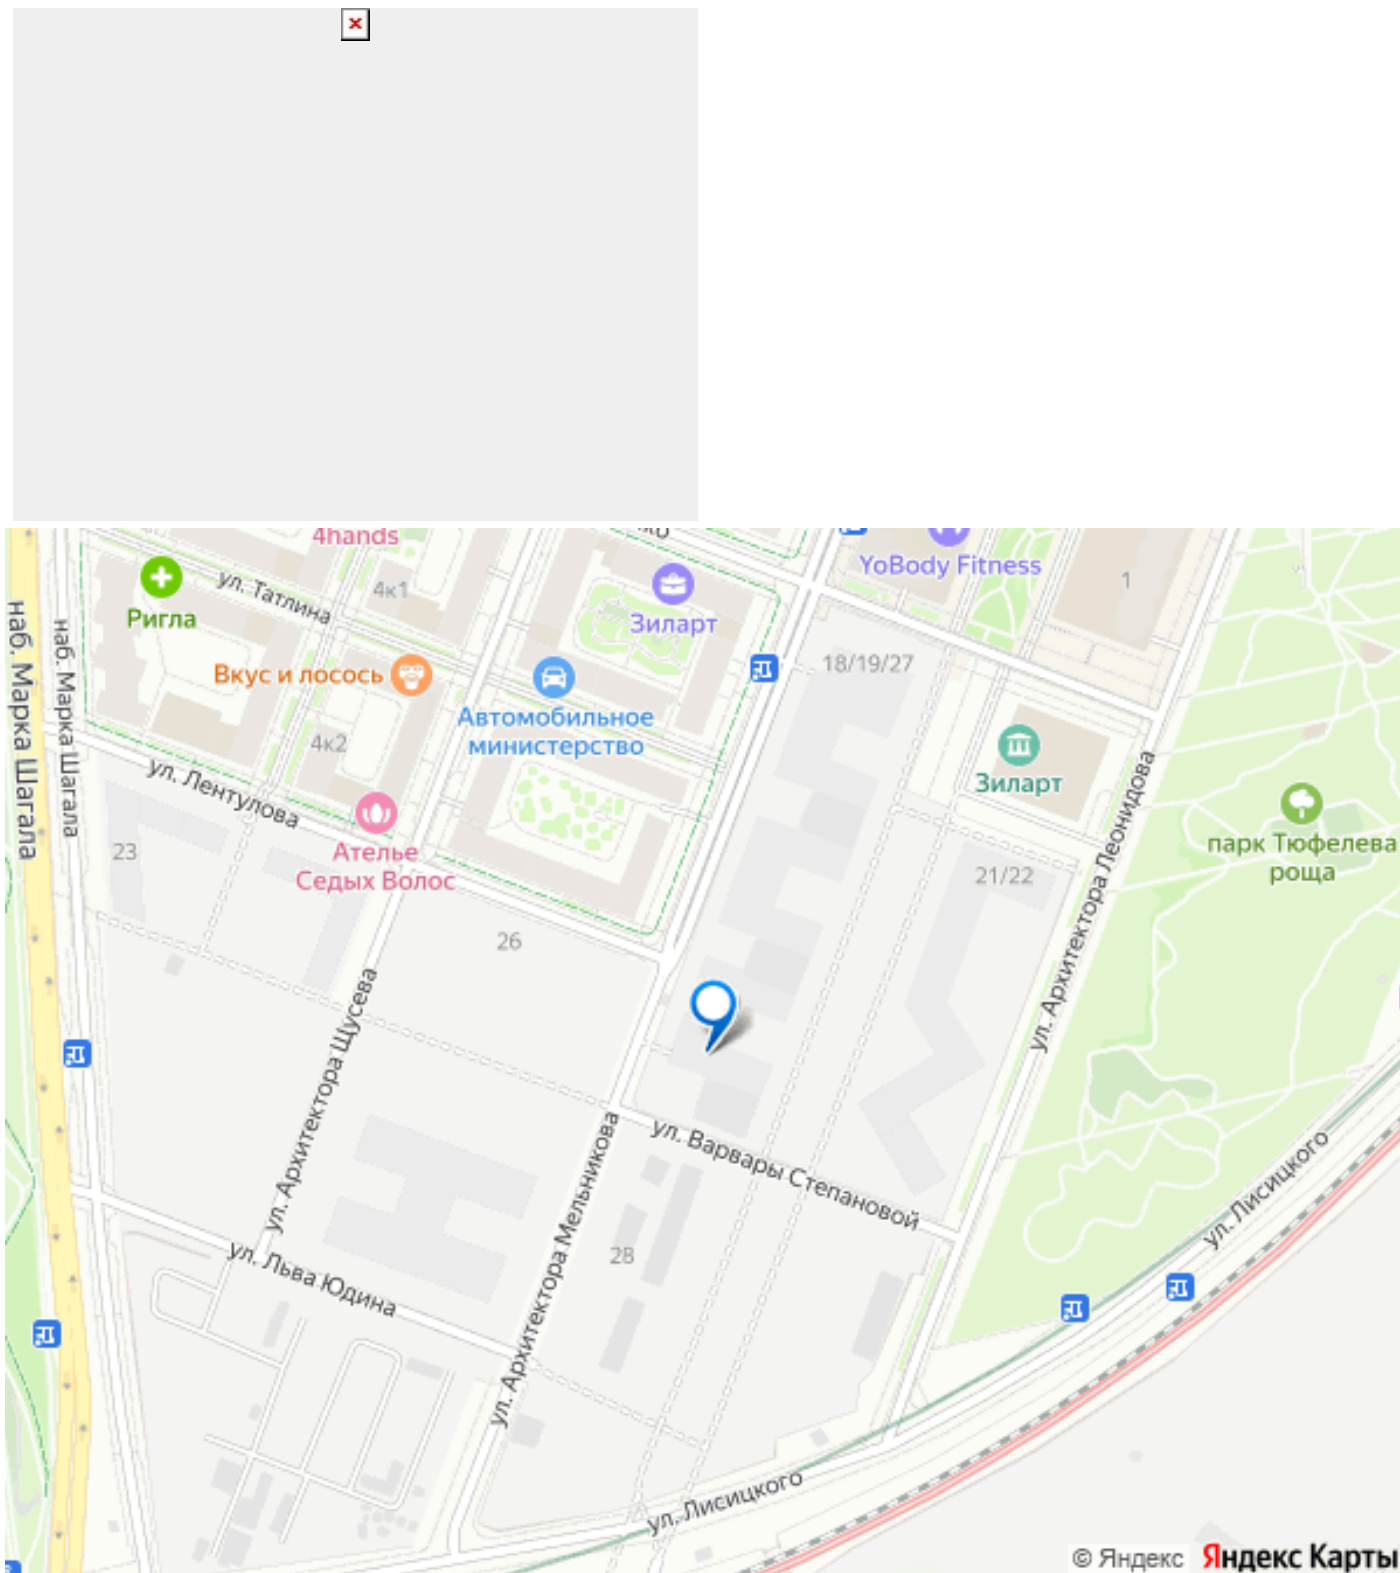 4hands
YoBody Fitness
1
4к1
ул. Татлина
Ригла
Зиларт
наб. Марка Шагала
наб. Марка Шагала
18/19/27
Вкус и лосось
Автомобильное
министерство
4к2
ул. Лентулова
Зиларт
ул. Архитектора Леонидова
парк Тюфелева
роща
23
Ателье
Седых Волос
21/22
26
ул. Архитектора Щусева
ул. Архитектора Мельникова
ул. Варвары Степановой
ул. Лисицкого
28
ул. Льва Юдина
ул. Лисицкого
© Яндекс Яндекс Карты